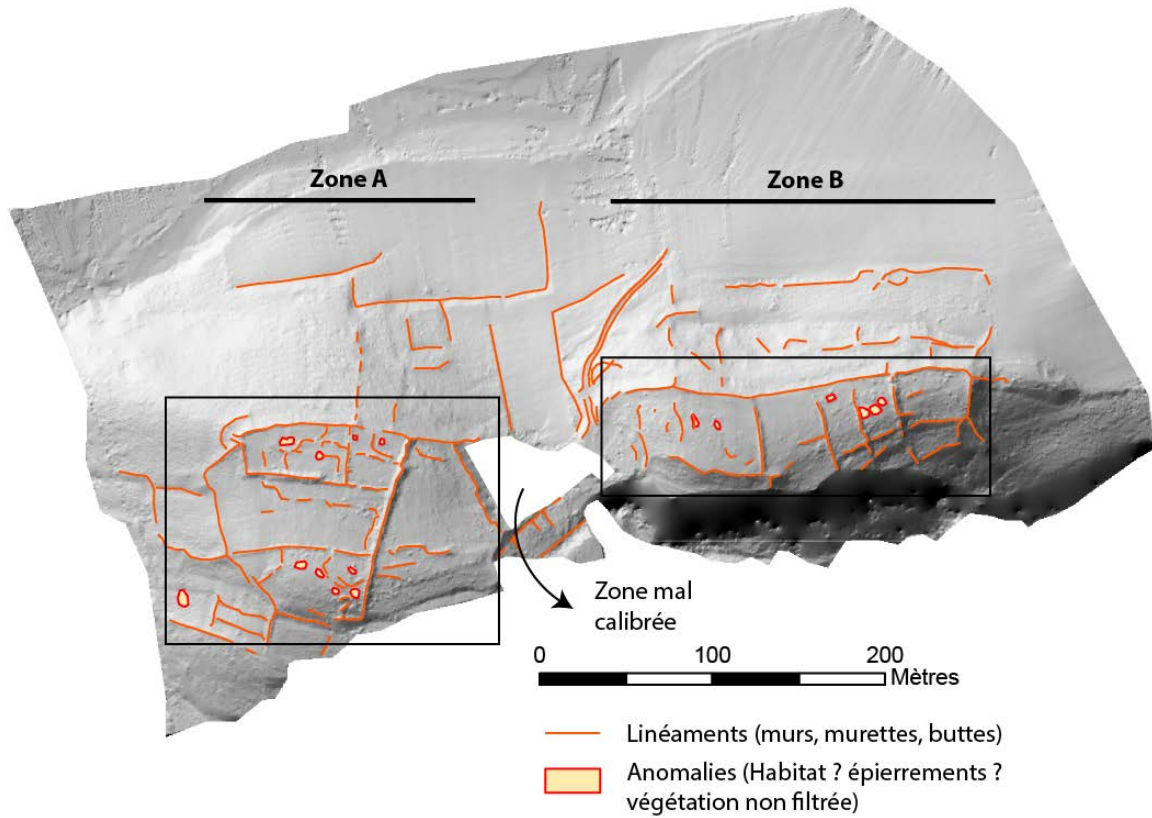 Zone A
Zone B
Zone mal
calibrée
0
100
200
Mètres
Linéaments (murs, murettes, buttes)
Anomalies (Habitat ? épierrements ?
végétation non filtrée)